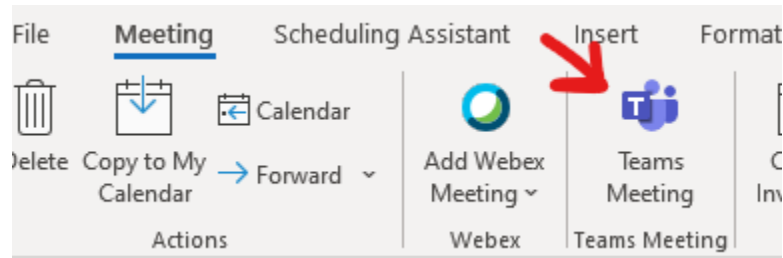 File Meeting Scheduling Assistant Insert Format
Calendar
Delete Copy to My Calendar
Forward
Add Webex Meeting
Teams Meeting
Actions Webex Teams Meeting